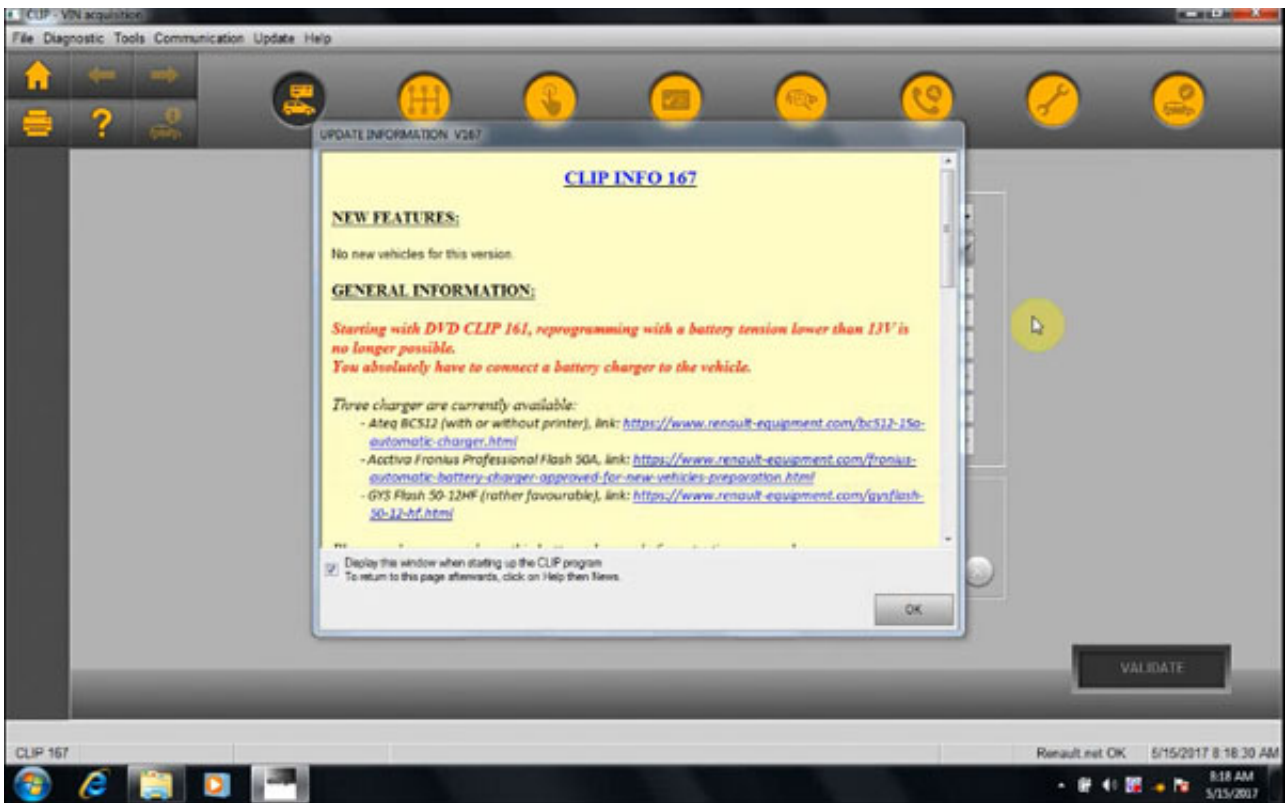 CLIP - VIN acquisition
File Diagnostic Tools Communication Update Help
UPDATE INFORMATION V167
CLIP INFO 167
NEW FEATURES:
No new vehicles for this version.
GENERAL INFORMATION:
Starting with DVD CLIP 161, reprogramming with a battery tension lower than 13V is
no longer possible.
You absolutely have to connect a battery charger to the vehicle.
Three charger are currently available:
- Ateq BC512 (with or without printer), link: https://www.renault-equipment.com/bc512-15a-
automatic-charger.html
- Acctiva Fronius Professional Flash 50A, link: https://www.renault-equipment.com/fronius-
automatic-battery-charger-approved-for-new-vehicles-preparation.html
- GYS Flash 50-12HF (rather favourable), link: https://www.renault-equipment.com/gysflash-
50-12-hf.html
Display this window when starting up the CLIP program
To return to this page afterwards, click on Help then News.
OK
VALIDATE
CLIP 167
Renault.net OK
5/15/2017 8:18:30 AM
8:18 AM
5/15/2017